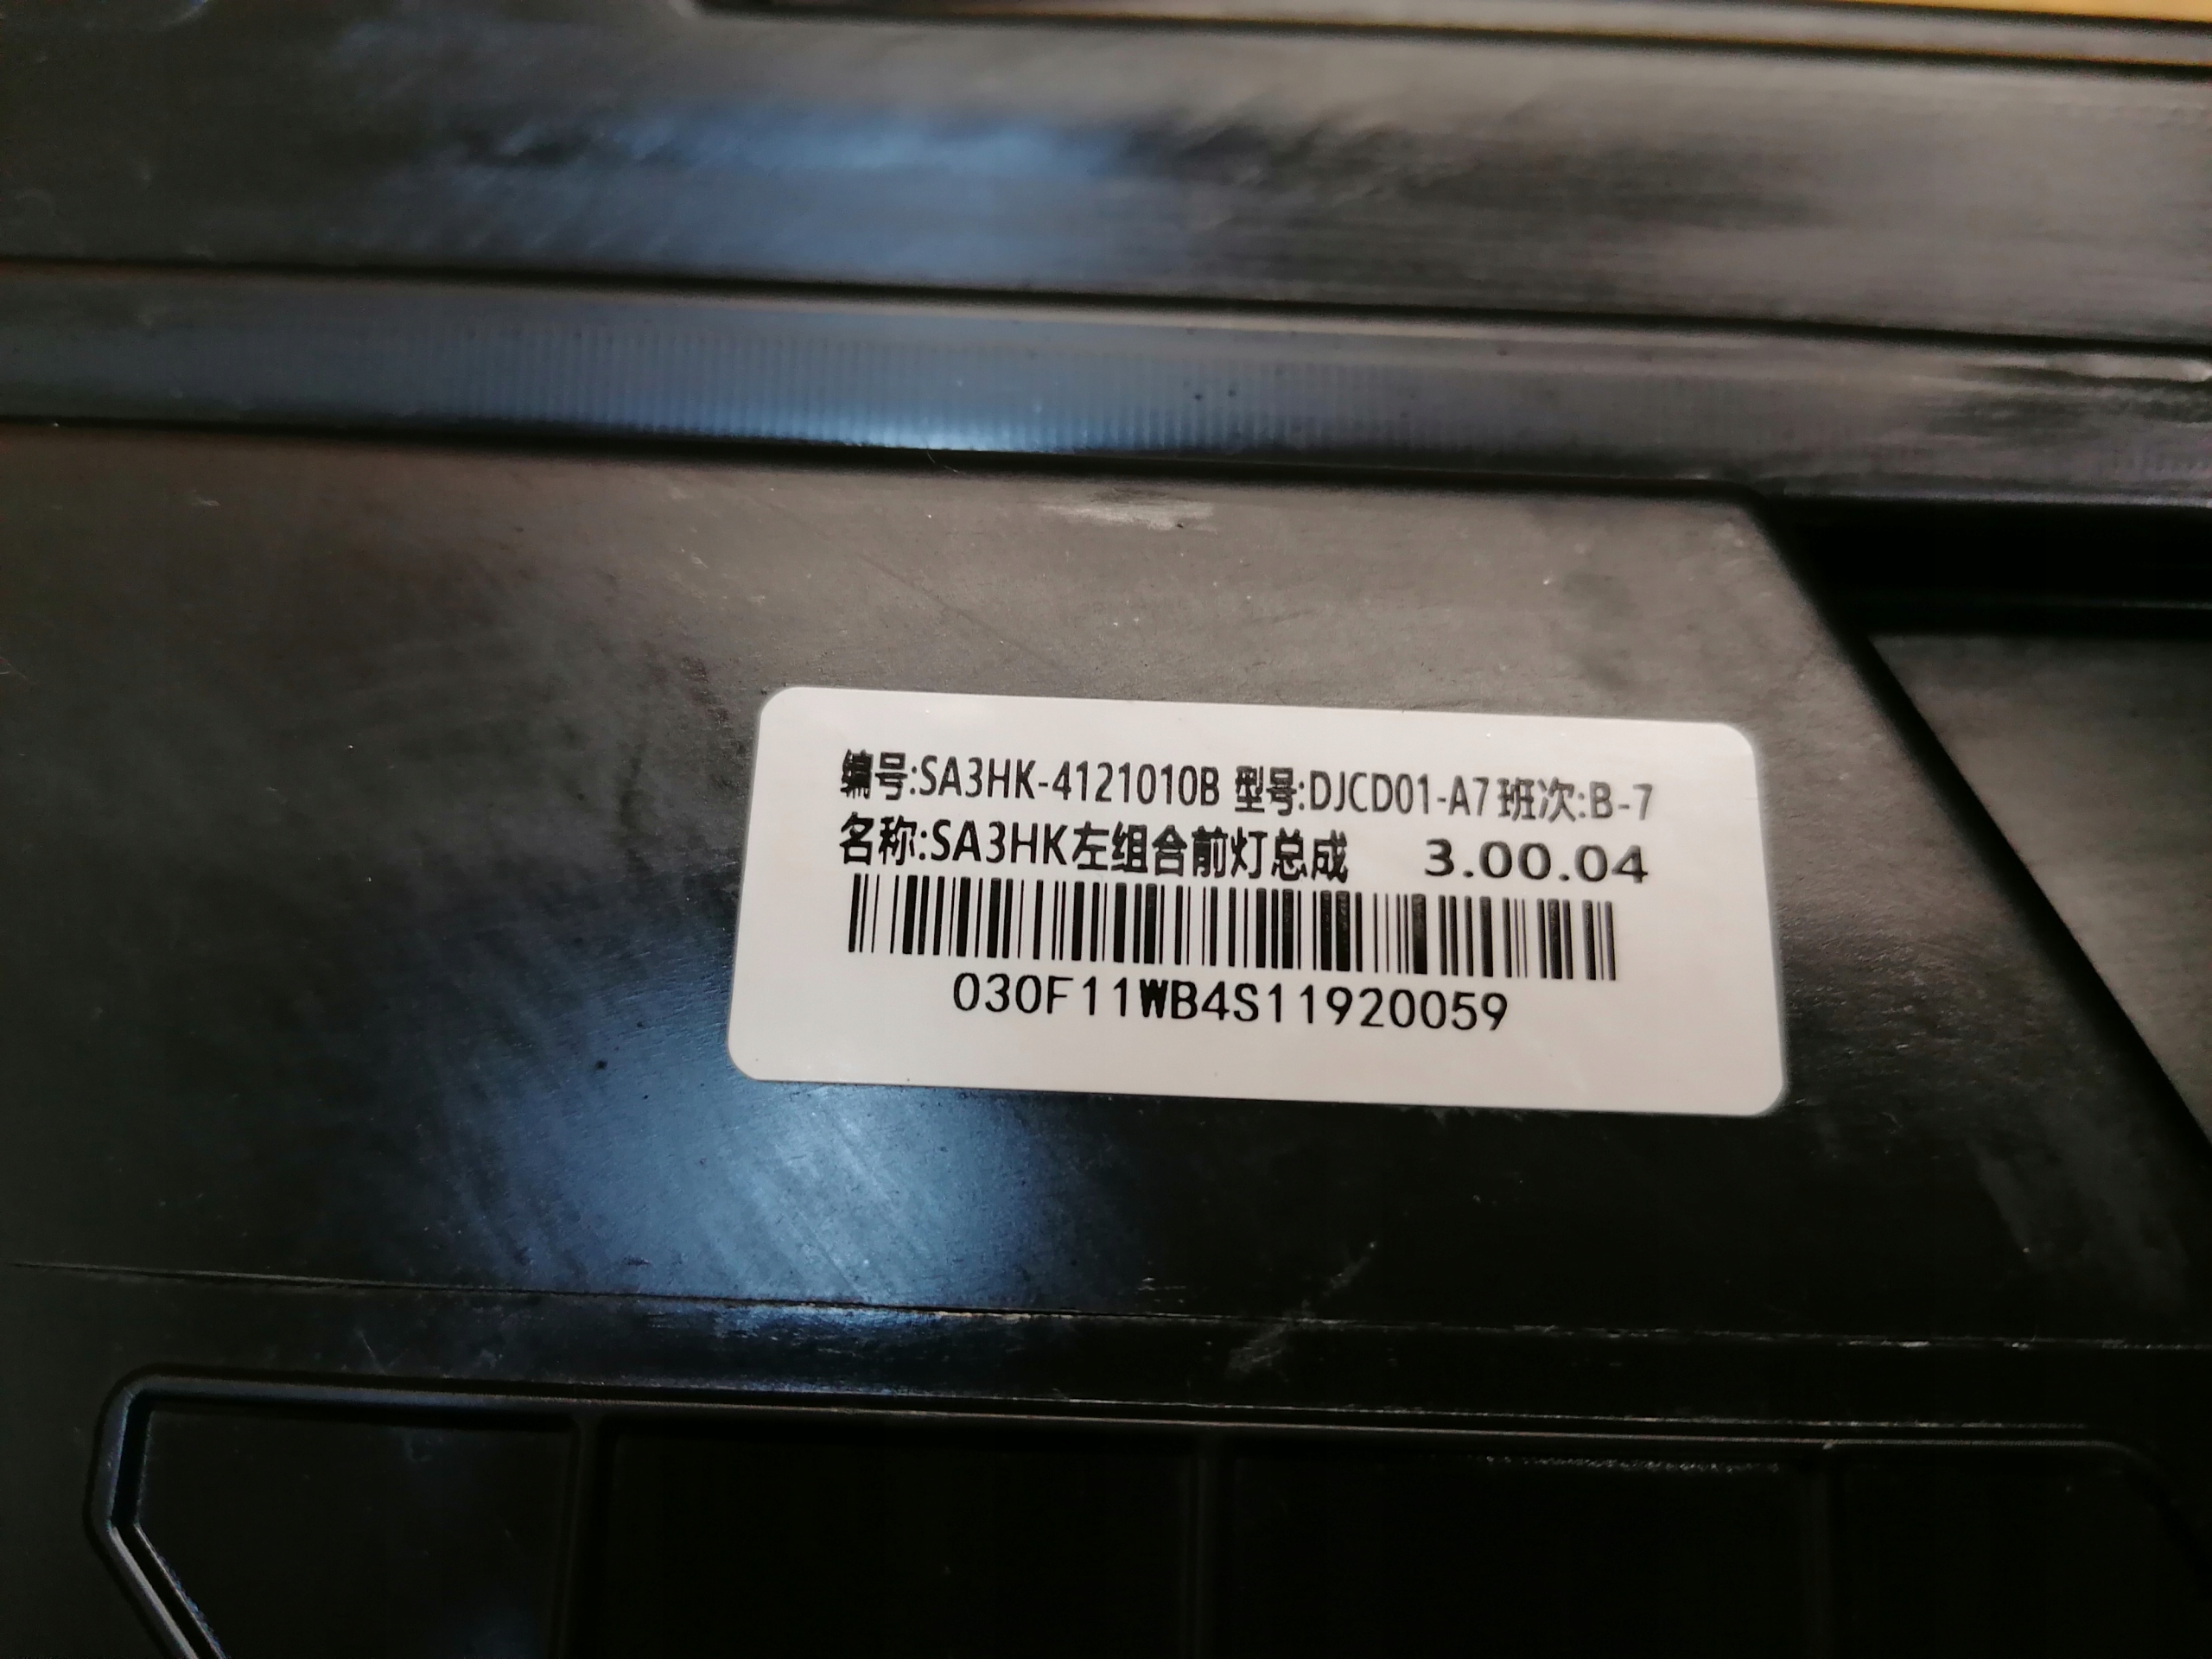 编号:SA3HK-4121010B 型号:DJCD01-A7 班次:B-7
名称:SA3HK左组合前灯总成 3.00.04
030F11WB4S11920059